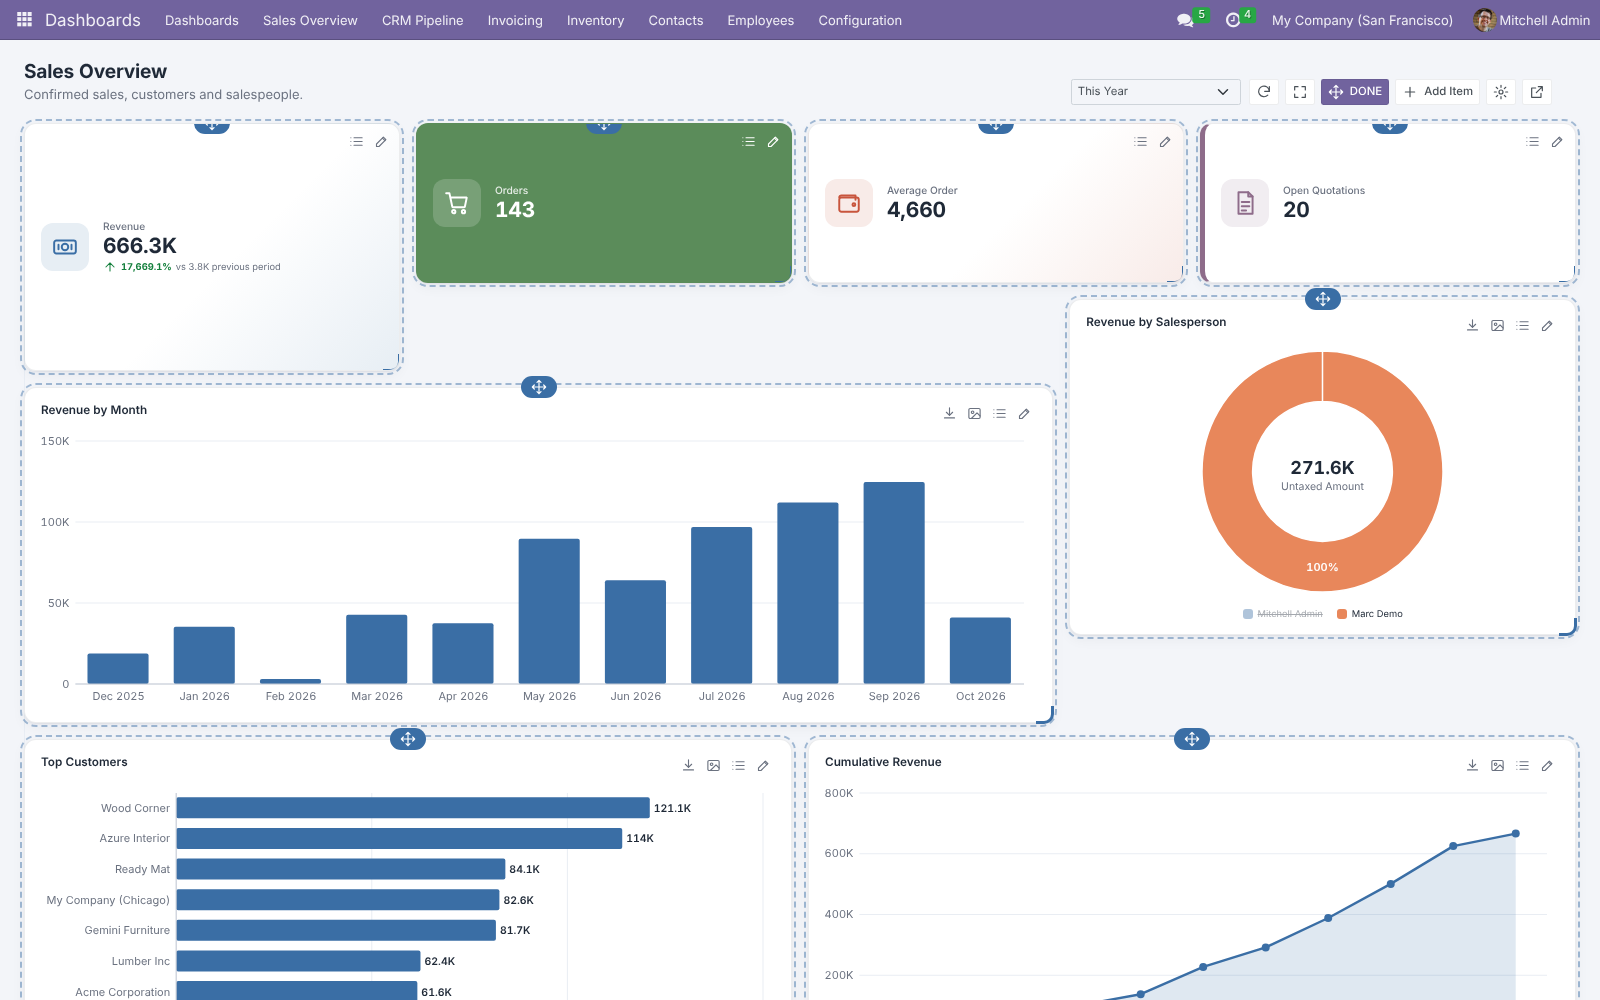 Dashboards
Dashboards
Sales Overview
CRM Pipeline
Invoicing
Inventory
Contacts
Employees
Configuration
5
4
My Company (San Francisco)
Mitchell Admin
Sales Overview
Confirmed sales, customers and salespeople.
This Year
DONE
Add Item
Revenue
666.3K
17,669.1% vs 3.8K previous period
Orders
143
Average Order
4,660
Open Quotations
20
Revenue by Month
150K
100K
50K
0
Dec 2025
Jan 2026
Feb 2026
Mar 2026
Apr 2026
May 2026
Jun 2026
Jul 2026
Aug 2026
Sep 2026
Oct 2026
Revenue by Salesperson
271.6K
Untaxed Amount
100%
Mitchell Admin
Marc Demo
Top Customers
Wood Corner 121.1K
Azure Interior 114K
Ready Mat 84.1K
My Company (Chicago) 82.6K
Gemini Furniture 81.7K
Lumber Inc 62.4K
Acme Corporation 61.6K
Cumulative Revenue
800K
600K
400K
200K